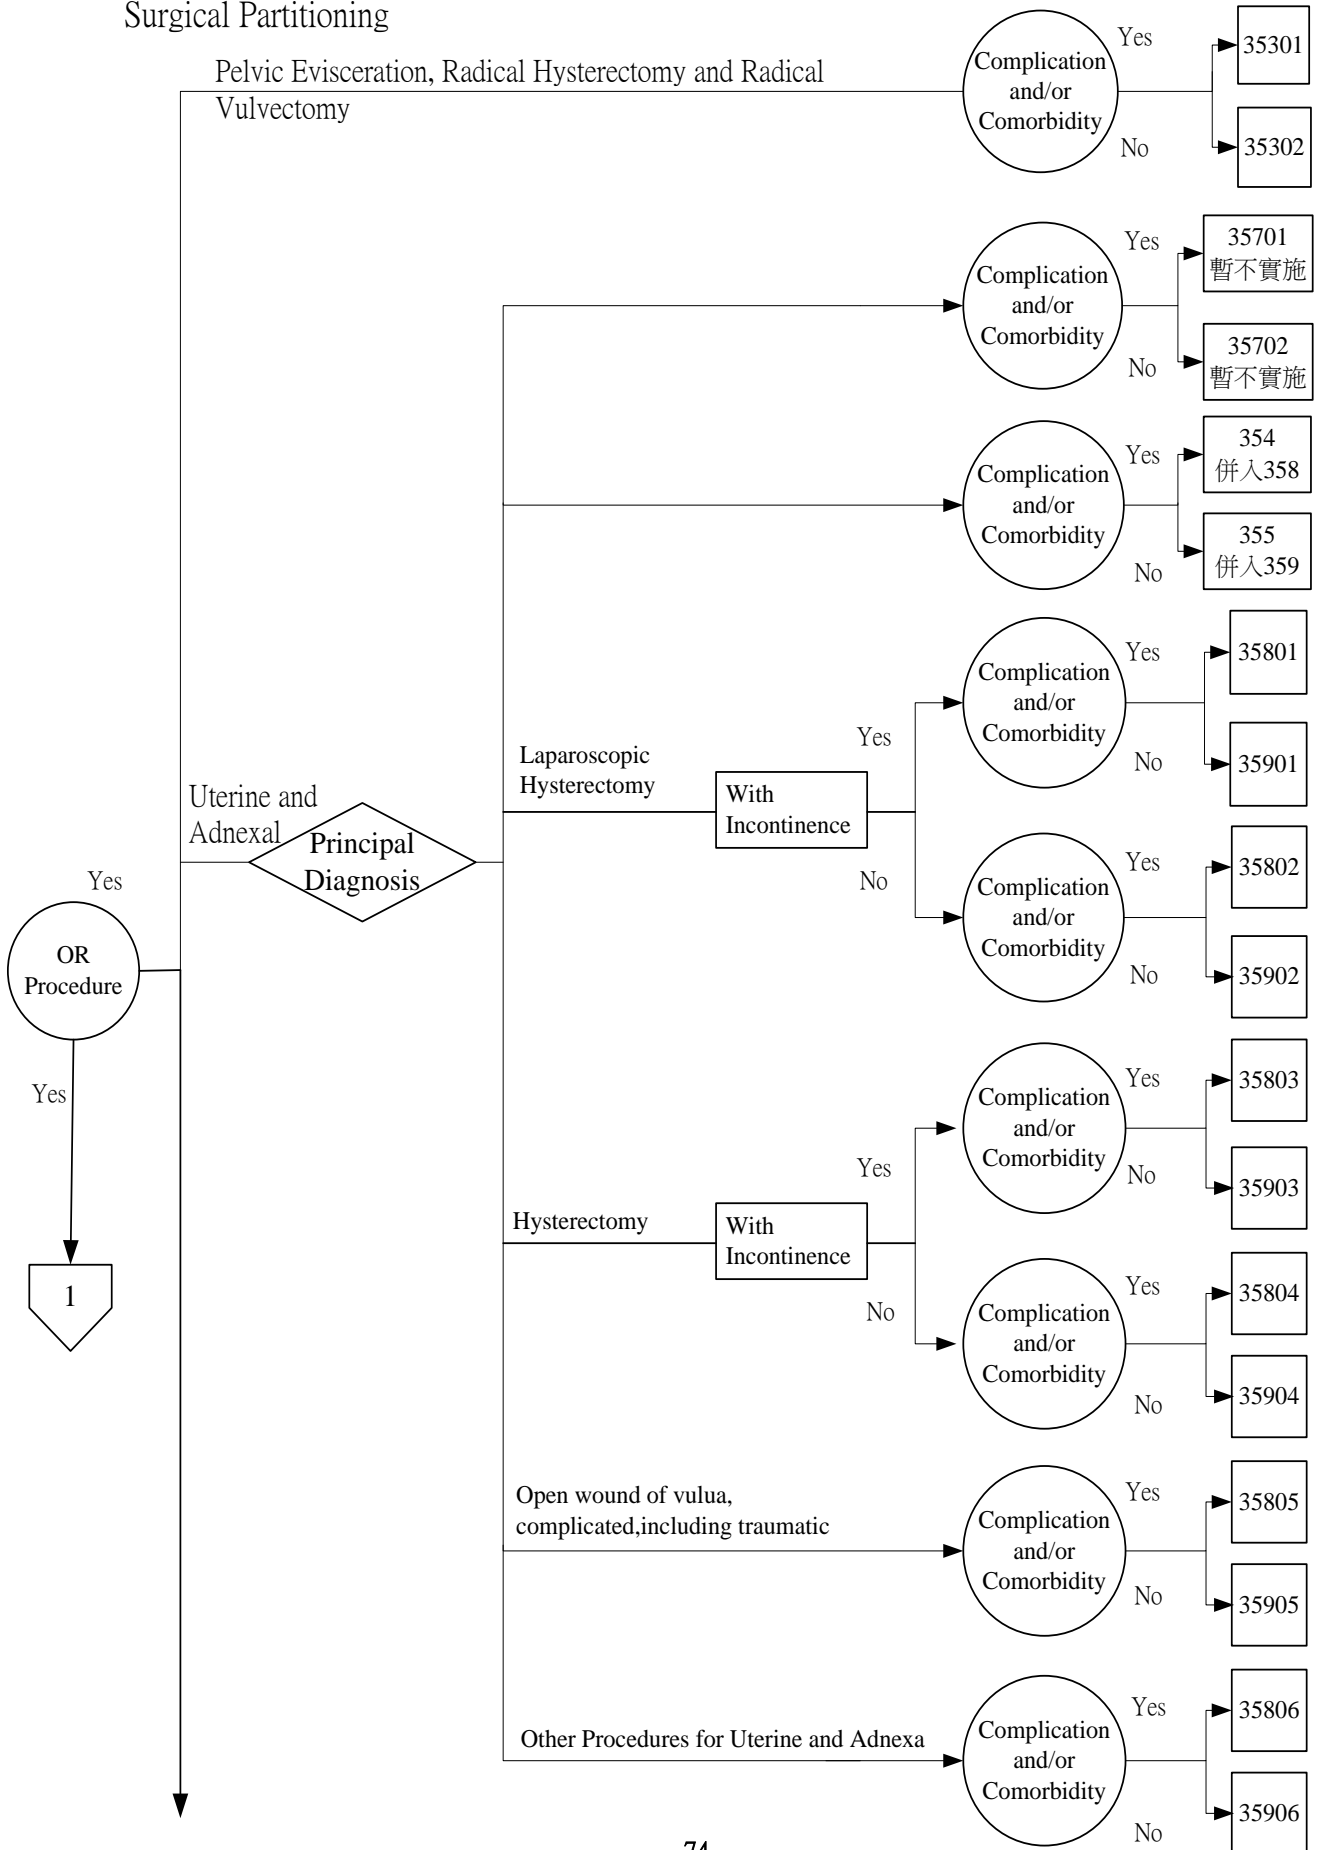 Surgical Partitioning
Pelvic Evisceration, Radical Hysterectomy and Radical
Vulvectomy
Complication
and/or
Comorbidity
Yes
35301
No
35302
Complication
and/or
Comorbidity
Yes
35701
暫不實施
No
35702
暫不實施
Complication
and/or
Comorbidity
Yes
354
併入358
No
355
併入359
Uterine and
Adnexal
Principal
Diagnosis
Yes
OR
Procedure
Yes
1
Laparoscopic
Hysterectomy
With
Incontinence
Yes
Complication
and/or
Comorbidity
Yes
35801
No
35901
No
Complication
and/or
Comorbidity
Yes
35802
No
35902
Hysterectomy
With
Incontinence
Yes
Complication
and/or
Comorbidity
Yes
35803
No
35903
No
Complication
and/or
Comorbidity
Yes
35804
No
35904
Open wound of vulua,
complicated,including traumatic
Complication
and/or
Comorbidity
Yes
35805
No
35905
Other Procedures for Uterine and Adnexa
Complication
and/or
Comorbidity
Yes
35806
No
35906
74